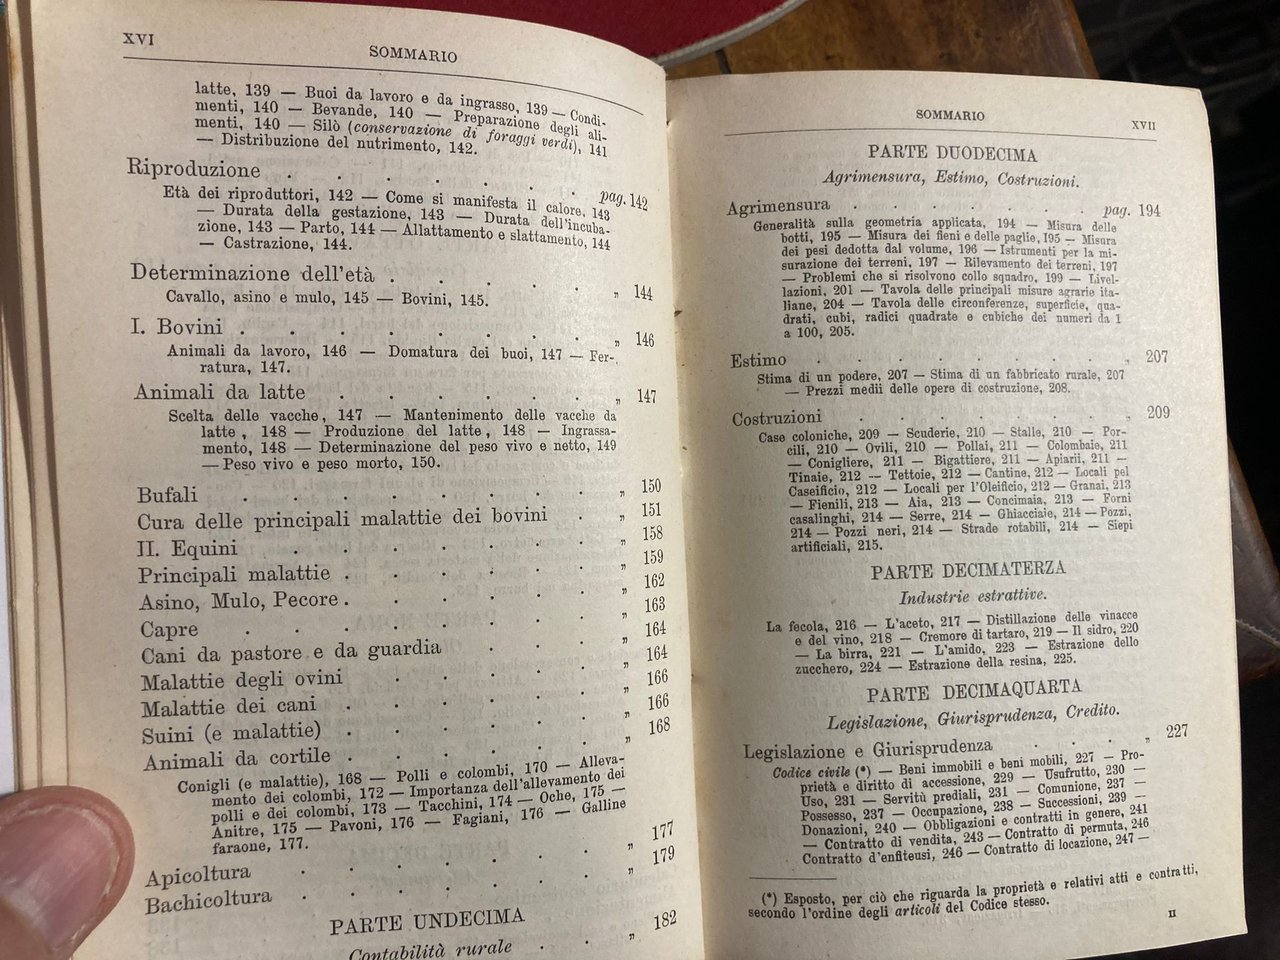 XVI
SOMMARIO
latte, 139 — Buoi da lavoro e da ingrasso, 139 — Condi-
menti, 140 — Bevande, 140 — Preparazione degli ali-
menti, 140 — Silò (conservazione di foraggi verdi), 141
— Distribuzione del nutrimento, 142.
Riproduzione . . . . . . . pag. 142
Età dei riproduttori, 142 — Come si manifesta il calore, 143
— Durata della gestazione, 143 — Durata dell'incuba-
zione, 143 — Parto, 144 — Allattamento e slattamento, 144
— Castrazione, 144.
Determinazione dell'età . . . . . „ 144
Cavallo, asino e mulo, 145 — Bovini, 145.
I. Bovini . . . . . . . . „ 146
Animali da lavoro, 146 — Domatura dei buoi, 147 — Fer-
ratura, 147.
Animali da latte . . . . . . „ 147
Scelta delle vacche, 147 — Mantenimento delle vacche da
latte, 148 — Produzione del latte, 148 — Ingrassa-
mento, 148 — Determinazione del peso vivo e netto, 149
— Peso vivo e peso morto, 150.
Bufali . . . . . . . . „ 150
Cura delle principali malattie dei bovini . „ 151
II. Equini . . . . . . . „ 158
Principali malattie . . . . . . „ 159
Asino, Mulo, Pecore . . . . . . „ 162
Capre . . . . . . . . „ 163
Cani da pastore e da guardia . . . „ 164
Malattie degli ovini . . . . . „ 164
Malattie dei cani . . . . . . „ 166
Suini (e malattie) . . . . . . „ 166
Animali da cortile . . . . . . „ 168
Conigli (e malattie), 168 — Polli e colombi, 170 — Alleva-
mento dei colombi, 172 — Importanza dell'allevamento dei
polli e dei colombi, 173 — Tacchini, 174 — Oche, 175 —
Anitre, 175 — Pavoni, 176 — Fagiani, 176 — Galline
faraone, 177.
Apicoltura . . . . . . . „ 177
Bachicoltura . . . . . . . „ 179
PARTE UNDECIMA
Contabilità rurale . . „ 182
SOMMARIO
XVII
PARTE DUODECIMA
Agrimensura, Estimo, Costruzioni.
Agrimensura . . . . . . . pag. 194
Generalità sulla geometria applicata, 194 — Misura delle
botti, 195 — Misura dei fieni e delle paglie, 195 — Misura
dei pesi dedotta dal volume, 196 — Istrumenti per la mi-
surazione dei terreni, 197 — Rilevamento dei terreni, 197
— Problemi che si risolvono collo squadro, 199 — Livel-
lazioni, 201 — Tavola delle principali misure agrarie ita-
liane, 204 — Tavola delle circonferenze, superficie, qua-
drati, cubi, radici quadrate e cubiche dei numeri da 1
a 100, 205.
Estimo . . . . . . . . „ 207
Stima di un podere, 207 — Stima di un fabbricato rurale, 207
— Prezzi medii delle opere di costruzione, 208.
Costruzioni . . . . . . . „ 209
Case coloniche, 209 — Scuderie, 210 — Stalle, 210 — Por-
cili, 210 — Ovili, 210 — Pollai, 211 — Colombaie, 211
— Conigliere, 211 — Bigattiere, 211 — Apiarii, 211 —
Tinaie, 212 — Tettoie, 212 — Cantine, 212 — Locali pel
Caseificio, 212 — Locali per l'Oleificio, 212 — Granai, 213
— Fienili, 213 — Aia, 213 — Concimaia, 213 — Forni
casalinghi, 214 — Serre, 214 — Ghiacciaie, 214 — Pozzi,
214 — Pozzi neri, 214 — Strade rotabili, 214 — Siepi
artificiali, 215.
PARTE DECIMATERZA
Industrie estrattive.
La fecola, 216 — L'aceto, 217 — Distillazione delle vinacce
e del vino, 218 — Cremore di tartaro, 219 — Il sidro, 220
— La birra, 221 — L'amido, 223 — Estrazione dello
zucchero, 224 — Estrazione della resina, 225.
PARTE DECIMAQUARTA
Legislazione, Giurisprudenza, Credito.
Legislazione e Giurisprudenza . . . . „ 227
Codice civile (*) — Beni immobili e beni mobili, 227 — Pro-
prietà e diritto di accessione, 229 — Usufrutto, 230 —
Uso, 231 — Servitù prediali, 231 — Comunione, 237 —
Possesso, 237 — Occupazione, 238 — Successioni, 239 —
Donazioni, 240 — Obbligazioni e contratti in genere, 241
— Contratto di vendita, 243 — Contratto di permuta, 246
Contratto d'enfiteusi, 246 — Contratto di locazione, 247 —
(*) Esposto, per ciò che riguarda la proprietà e relativi atti e contratti,
secondo l'ordine degli articoli del Codice stesso.
II